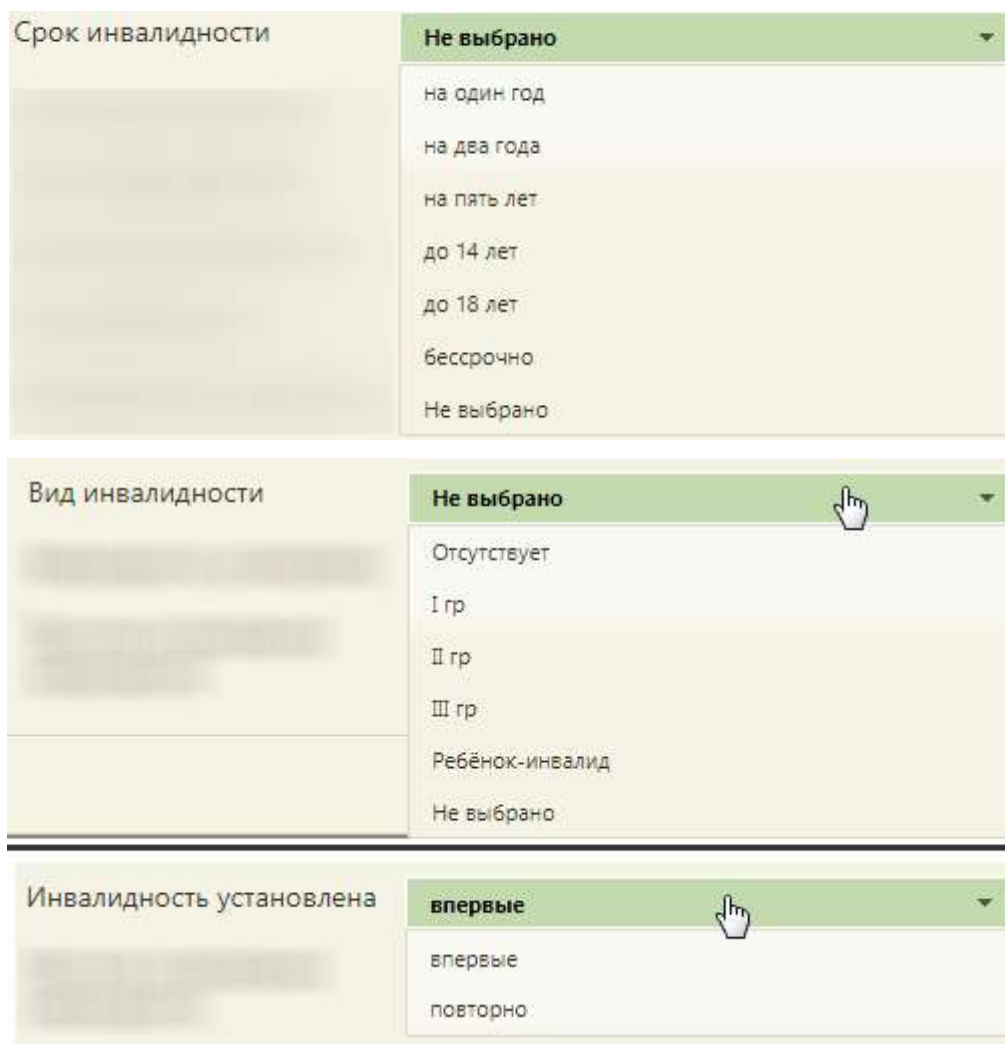 Срок инвалидности Не выбрано
на один год
на два года
на пять лет
до 14 лет
до 18 лет
бессрочно
Не выбрано
Вид инвалидности Не выбрано
Отсутствует
I гр
II гр
III гр
Ребёнок-инвалид
Не выбрано
Инвалидность установлена впервые
впервые
повторно